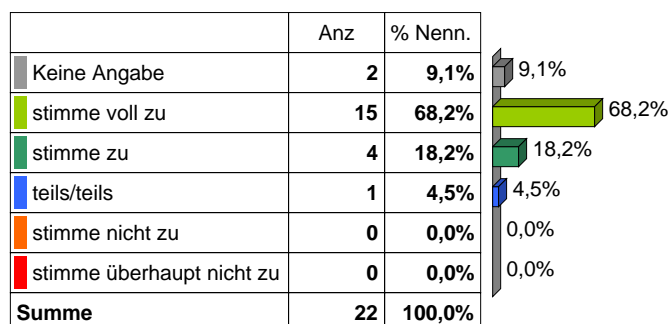 Anz % Nenn.
Keine Angabe 2 9,1% 9,1%
stimme voll zu 15 68,2% 68,2%
stimme zu 4 18,2% 18,2%
teils/teils 1 4,5% 4,5%
stimme nicht zu 0 0,0% 0,0%
stimme überhaupt nicht zu 0 0,0% 0,0%
Summe 22 100,0%